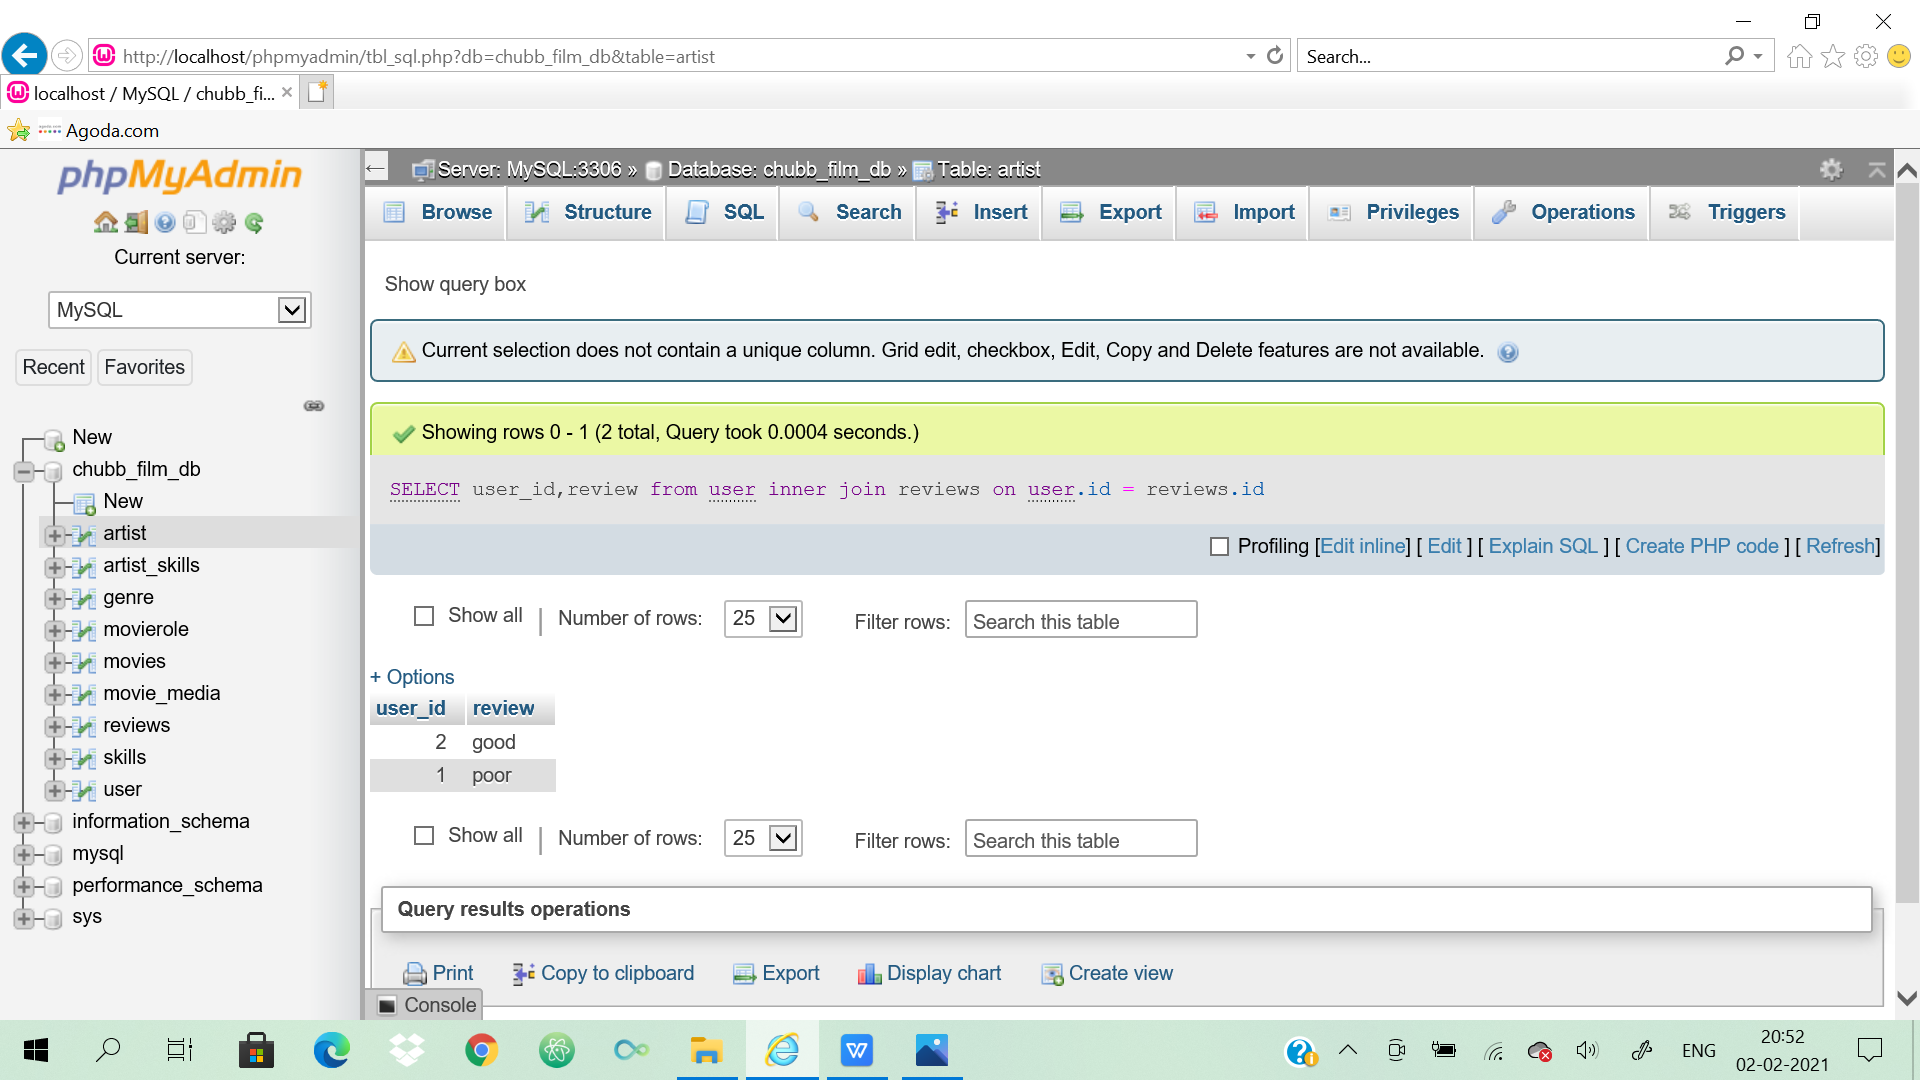 http://localhost/phpmyadmin/tbl_sql.php?db=chubb_film_db&table=artist
Search...
localhost / MySQL / chubb_fi...
Agoda.com
phpMyAdmin
Current server:
MySQL
Recent
Favorites
New
chubb_film_db
New
artist
artist_skills
genre
movierole
movies
movie_media
reviews
skills
user
information_schema
mysql
performance_schema
sys
Server: MySQL:3306 » Database: chubb_film_db » Table: artist
Browse
Structure
SQL
Search
Insert
Export
Import
Privileges
Operations
Triggers
Show query box
Current selection does not contain a unique column. Grid edit, checkbox, Edit, Copy and Delete features are not available.
Showing rows 0 - 1 (2 total, Query took 0.0004 seconds.)
SELECT user_id,review from user inner join reviews on user.id = reviews.id
Profiling [Edit inline] [ Edit ] [ Explain SQL ] [ Create PHP code ] [ Refresh]
Show all | Number of rows: 25 Filter rows: Search this table
+ Options
user_id review
2 good
1 poor
Show all | Number of rows: 25 Filter rows: Search this table
Query results operations
Print
Copy to clipboard
Export
Display chart
Create view
Console
ENG
20:52
02-02-2021